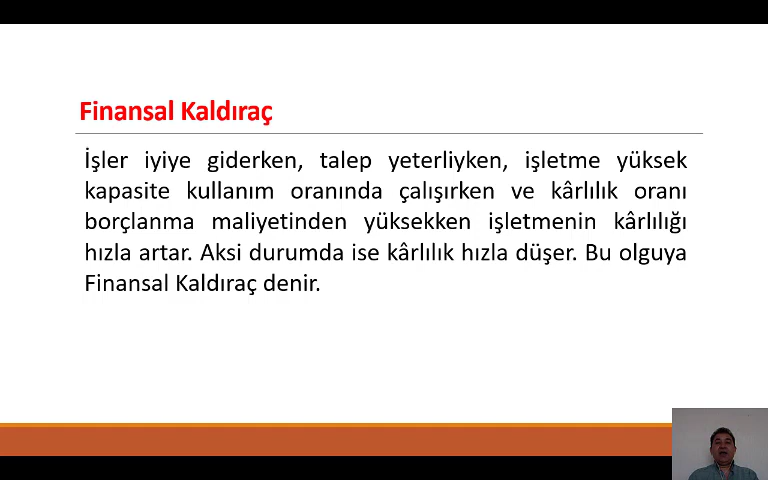 Finansal Kaldıraç
İşler iyiye giderken, talep yeterliyken, işletme yüksek
kapasite kullanım oranında çalışırken ve kârlılık oranı
borçlanma maliyetinden yüksekken işletmenin kârlılığı
hızla artar. Aksi durumda ise kârlılık hızla düşer. Bu olguya
Finansal Kaldıraç denir.